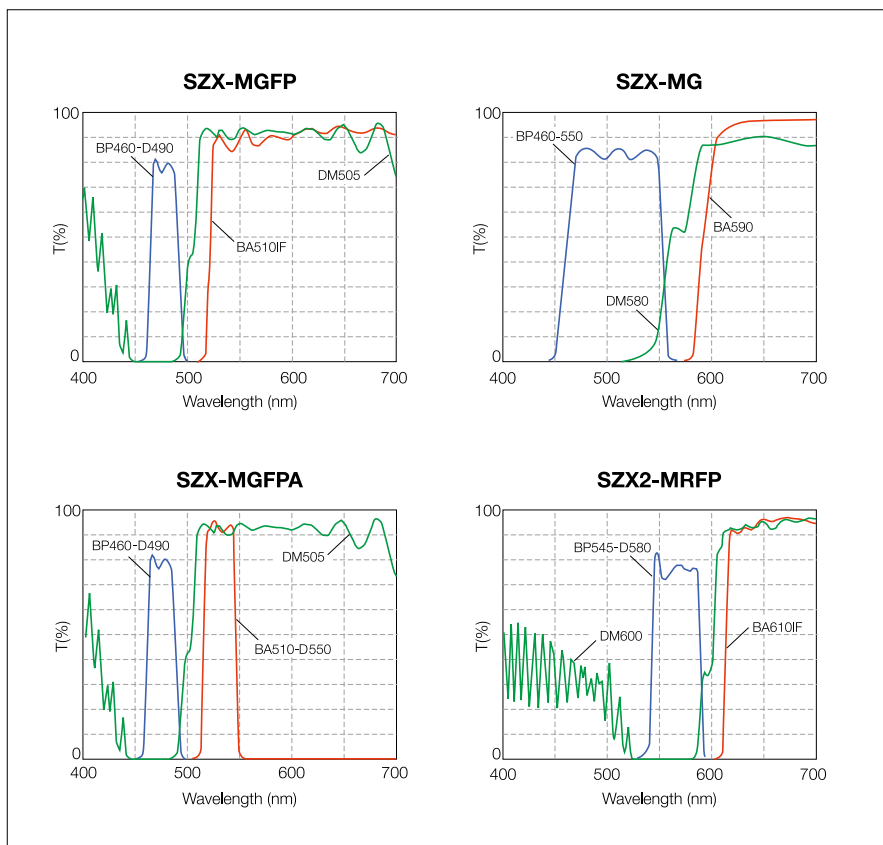 SZX-MGFP
100
BP460-D490
DM505
BA510IF
T(%)
0
400 500 600 700
Wavelength (nm)
SZX-MG
100
BP460-550
BA590
DM580
T(%)
0
400 500 600 700
Wavelength (nm)
SZX-MGFPA
100
BP460-D490
DM505
BA510-D550
T(%)
0
400 500 600 700
Wavelength (nm)
SZX2-MRFP
100
BP545-D580
DM600
BA610IF
T(%)
0
400 500 600 700
Wavelength (nm)